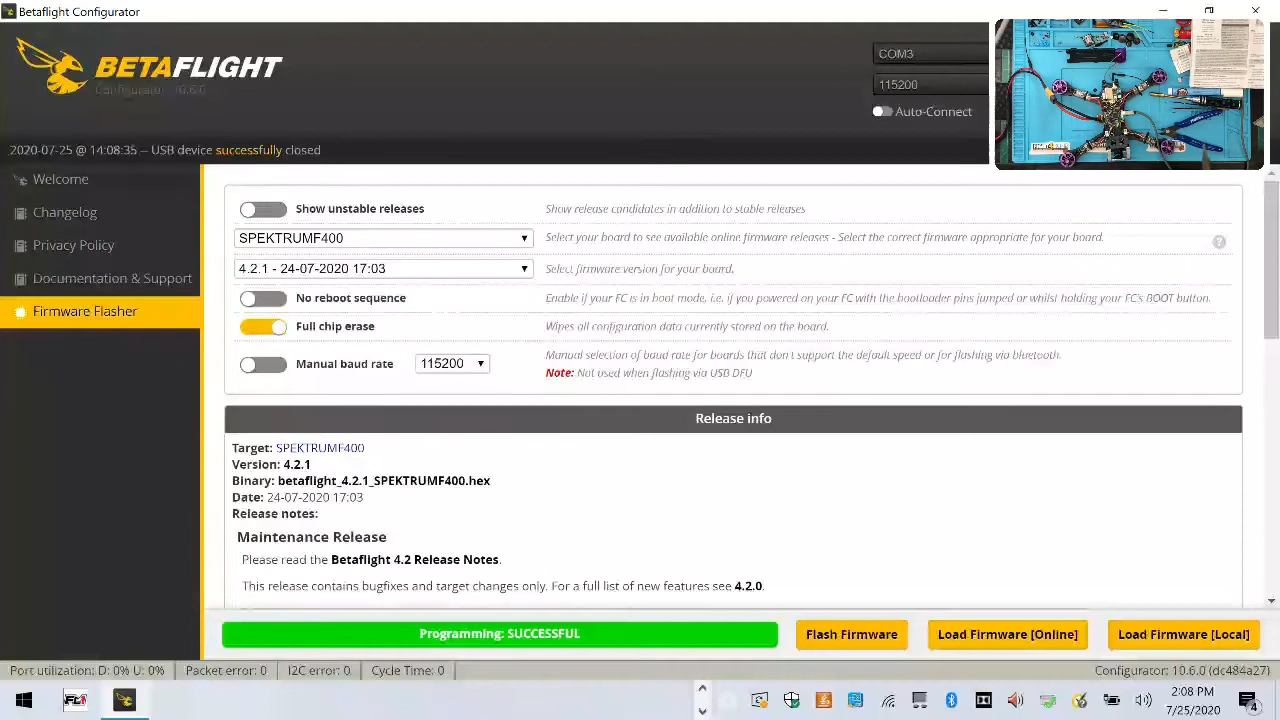 Betaflight Configurator
BETAFLIGHT
Configurator 10.6.0
115200
Auto-Connect
2020-07-25 @ 14:08:35 -- USB device successfully closed
Welcome
Changelog
Privacy Policy
Documentation & Support
Firmware Flasher
Show unstable releases
Show release candidates in addition to stable releases
SPEKTRUMF400
Select your board to see available online firmware releases - Select the correct firmware appropriate for your board.
?
4.2.1 - 24-07-2020 17:03
Select firmware version for your board.
No reboot sequence
Enable if your FC is in boot mode. i.e. if you powered on your FC with the bootloader pins jumped or whilst holding your FC's BOOT button.
Full chip erase
Wipes all configuration data currently stored on the board.
Manual baud rate
115200
Manual selection of baud rate for boards that don't support the default speed or for flashing via bluetooth.
Note: Not used when flashing via USB DFU
Release info
Target: SPEKTRUMF400
Version: 4.2.1
Binary: betaflight_4.2.1_SPEKTRUMF400.hex
Date: 24-07-2020 17:03
Release notes:
Maintenance Release
Please read the Betaflight 4.2 Release Notes.
This release contains bugfixes and target changes only. For a full list of new features see 4.2.0.
Programming: SUCCESSFUL
Flash Firmware
Load Firmware [Online]
Load Firmware [Local]
Port utilization: D: 0% U: 0%
Packet error: 0
I2C error: 0
Cycle Time: 0
Configurator: 10.6.0 (dc484a27)
2:08 PM
7/25/2020
4